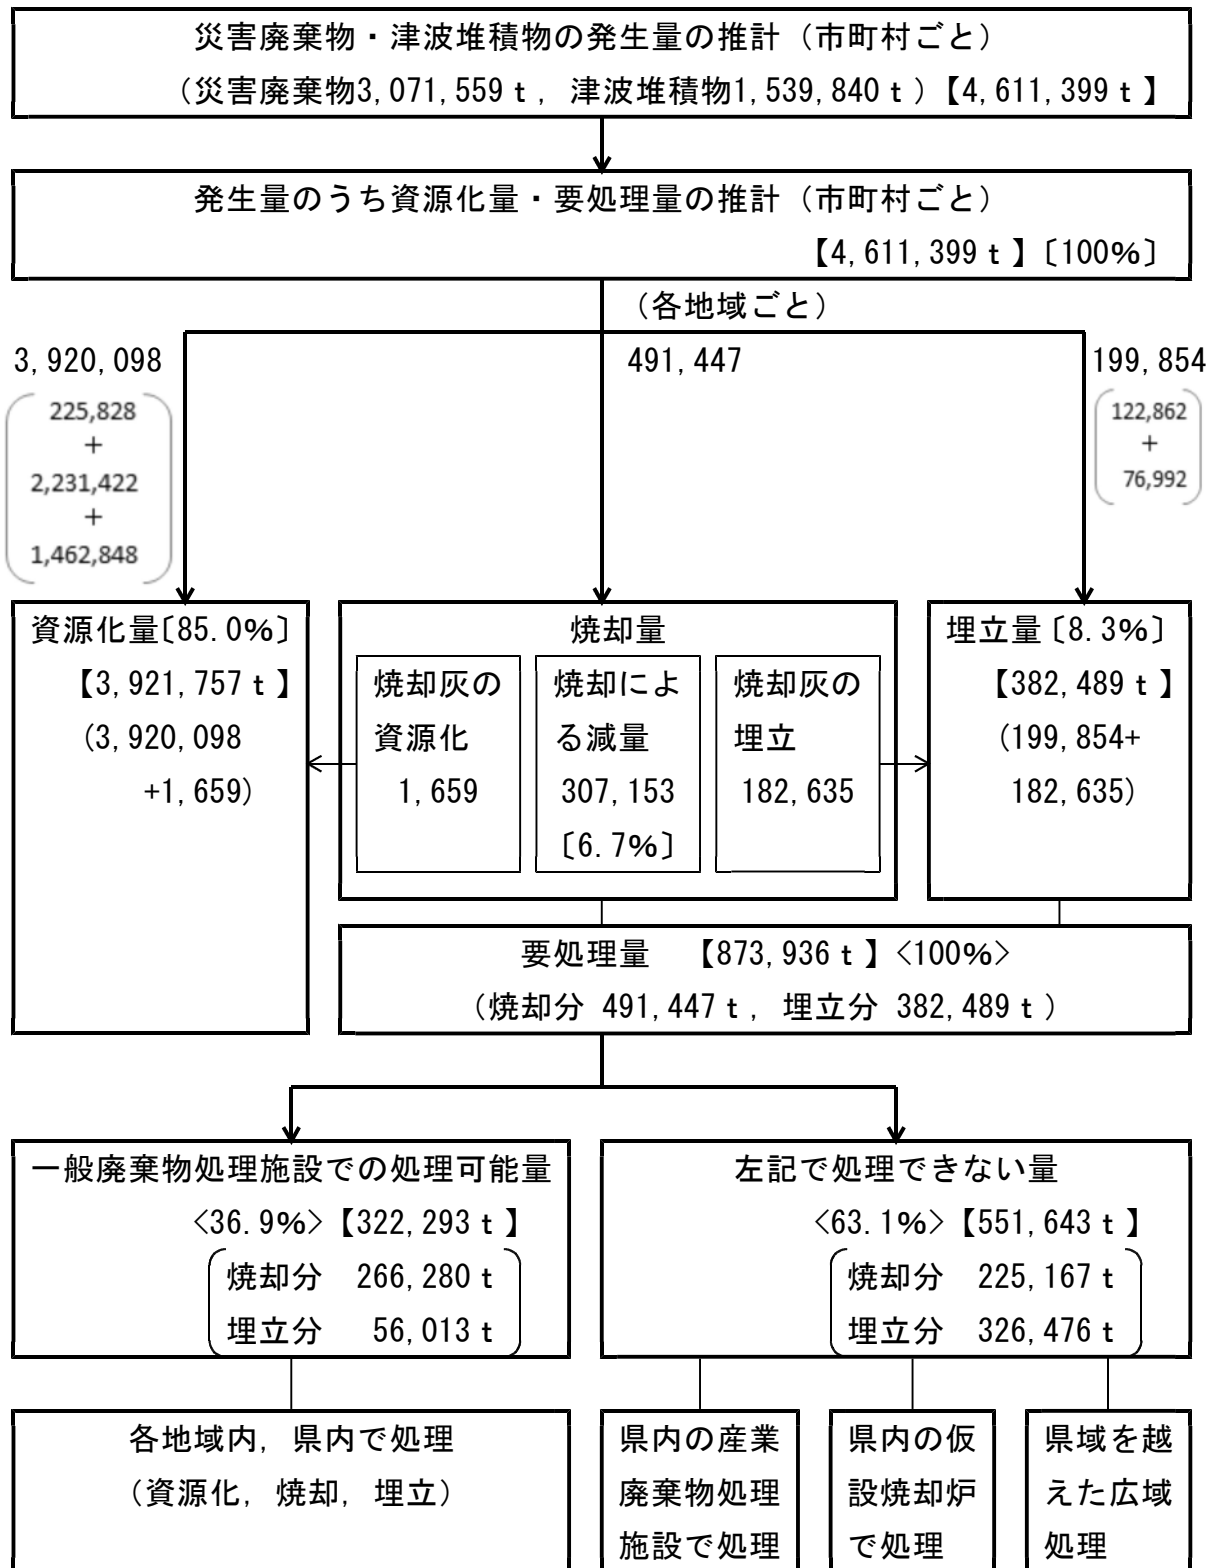 災害廃棄物・津波堆積物の発生量の推計（市町村ごと）
（災害廃棄物3,071,559ｔ，津波堆積物1,539,840ｔ）【4,611,399ｔ】
発生量のうち資源化量・要処理量の推計（市町村ごと）
【4,611,399ｔ】〔100%〕
（各地域ごと）
3,920,098
225,828
+
2,231,422
+
1,462,848
491,447
199,854
122,862
+
76,992
資源化量〔85.0%〕
【3,921,757ｔ】
(3,920,098
+1,659)
焼却量
焼却灰の
資源化
1,659
焼却によ
る減量
307,153
〔6.7%〕
焼却灰の
埋立
182,635
埋立量〔8.3%〕
【382,489ｔ】
(199,854+
182,635)
要処理量　【873,936ｔ】<100%>
（焼却分 491,447ｔ，埋立分 382,489ｔ）
一般廃棄物処理施設での処理可能量
<36.9%>【322,293ｔ】
焼却分　266,280ｔ
埋立分　56,013ｔ
左記で処理できない量
<63.1%>【551,643ｔ】
焼却分　225,167ｔ
埋立分　326,476ｔ
各地域内，県内で処理
（資源化，焼却，埋立）
県内の産業
廃棄物処理
施設で処理
県内の仮
設焼却炉
で処理
県域を越
えた広域
処理